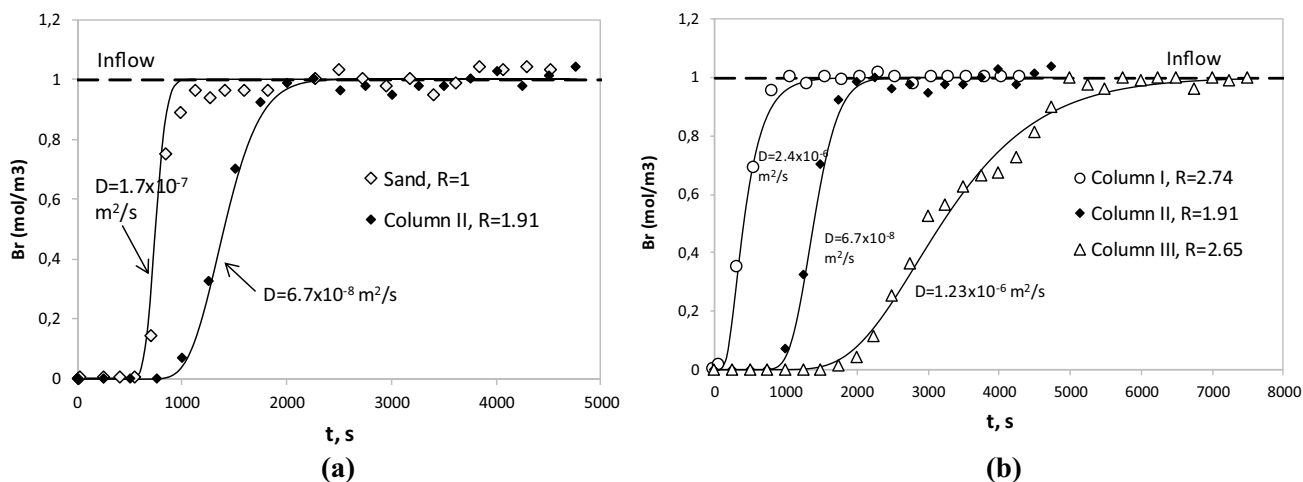 1,2
1
0,8
0,6
0,4
0,2
0
Br (mol/m3)
Inflow
D=1.7x10-7
m2/s
D=6.7x10-8 m2/s
Sand, R=1
Column II, R=1.91
0 1000 2000 3000 4000 5000
t, s
(a)
1,2
1
0,8
0,6
0,4
0,2
0
Br (mol/m3)
Inflow
D=2.4x10-6
m2/s
D=6.7x10-8
m2/s
D=1.23x10-6 m2/s
Column I, R=2.74
Column II, R=1.91
Column III, R=2.65
0 1000 2000 3000 4000 5000 6000 7000 8000
t, s
(b)